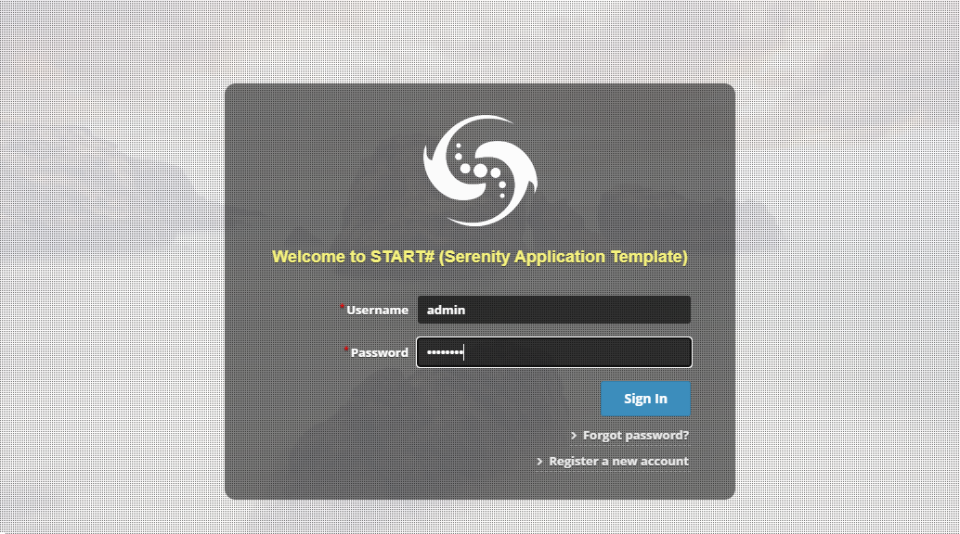 Welcome to START# (Serenity Application Template)
*Username admin
*Password ••••••••
Sign In
> Forgot password?
> Register a new account